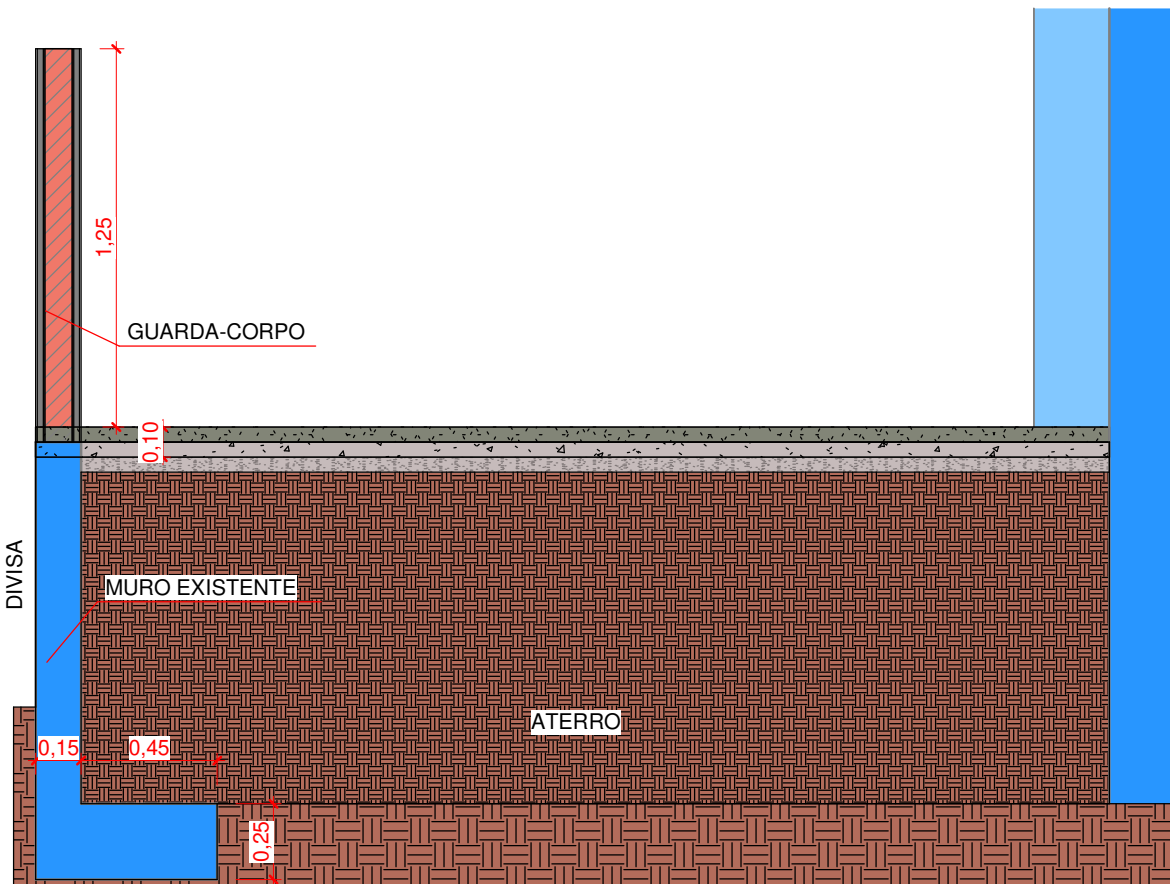 1,25
GUARDA-CORPO
0,10
DIVISA
MURO EXISTENTE
ATERRO
0,15
0,45
0,25